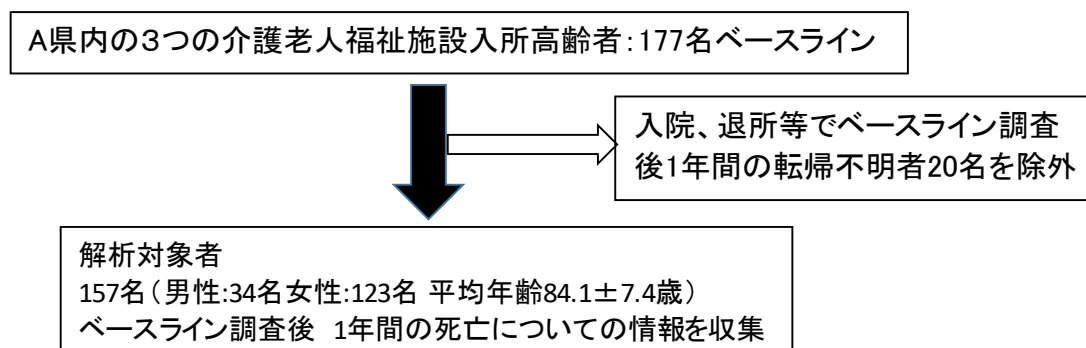 A県内の３つの介護老人福祉施設入所高齢者：177名ベースライン
入院、退所等でベースライン調査
後1年間の転帰不明者20名を除外
解析対象者
157名（男性:34名女性:123名 平均年齢84.1±7.4歳）
ベースライン調査後 1年間の死亡についての情報を収集